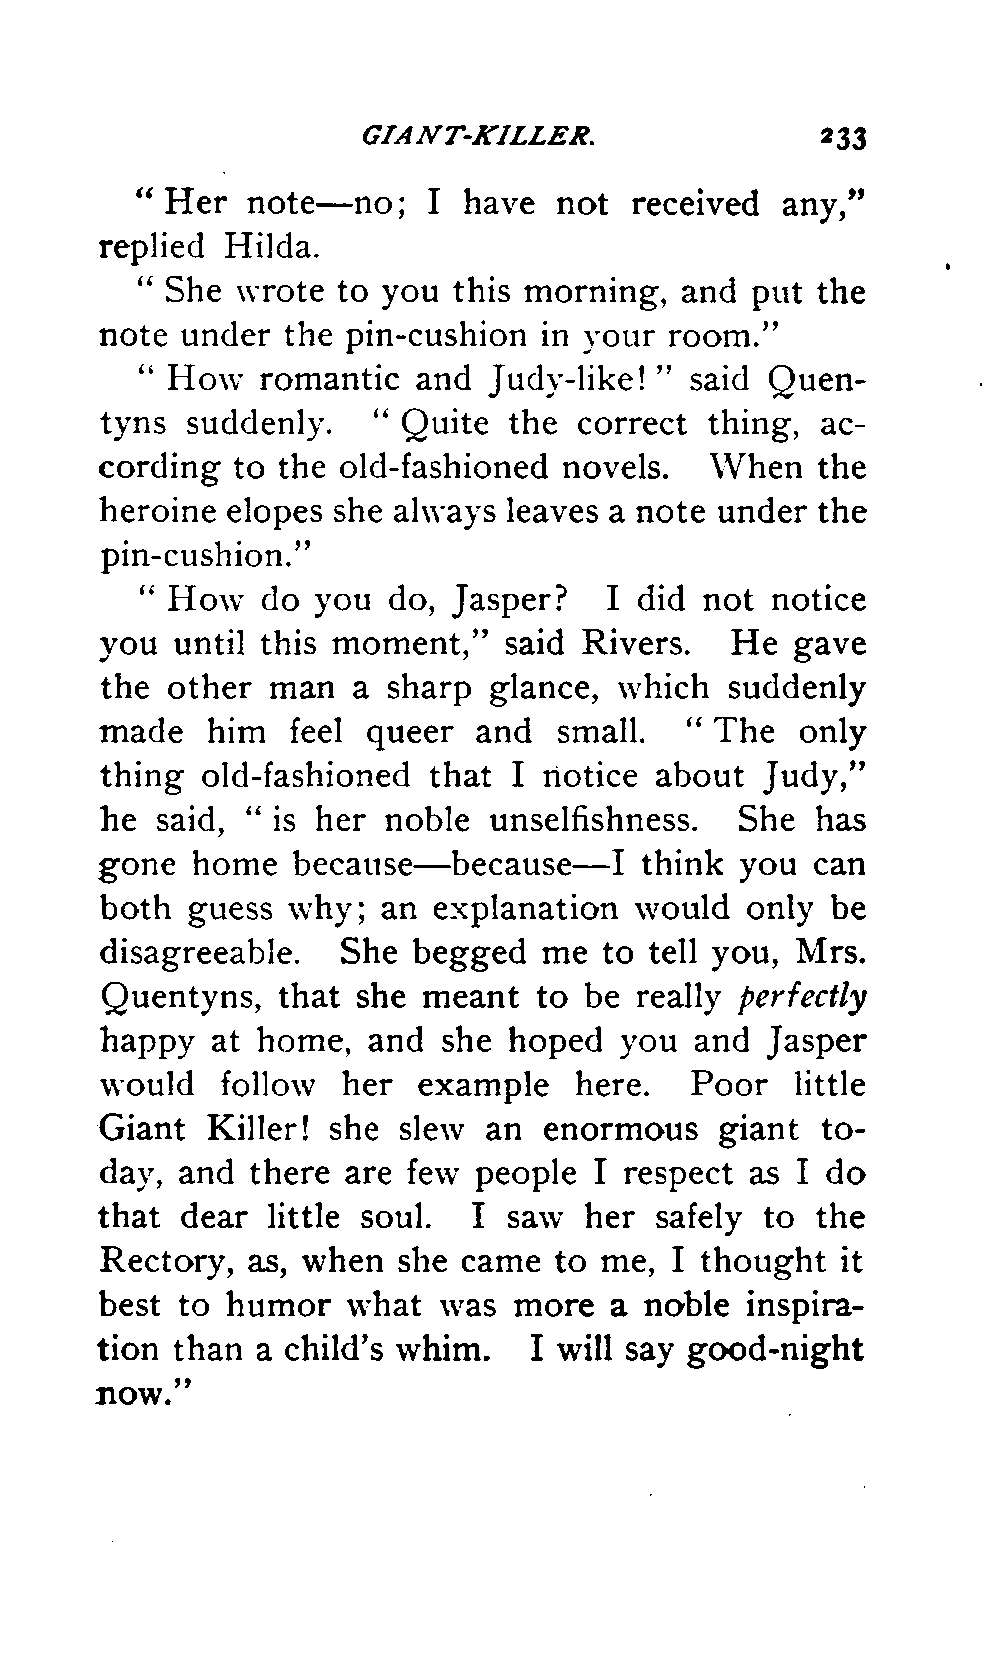 GIANT-KILLER. 233
" Her note—no; I have not received any,"
replied Hilda.
" She wrote to you this morning, and put the
note under the pin-cushion in your room."
" How romantic and Judy-like! " said Quen-
tyns suddenly. " Quite the correct thing, ac-
cording to the old-fashioned novels. When the
heroine elopes she always leaves a note under the
pin-cushion."
" How do you do, Jasper? I did not notice
you until this moment," said Rivers. He gave
the other man a sharp glance, which suddenly
made him feel queer and small. " The only
thing old-fashioned that I notice about Judy,"
he said, " is her noble unselfishness. She has
gone home because—because—I think you can
both guess why; an explanation would only be
disagreeable. She begged me to tell you, Mrs.
Quentyns, that she meant to be really perfectly
happy at home, and she hoped you and Jasper
would follow her example here. Poor little
Giant Killer! she slew an enormous giant to-
day, and there are few people I respect as I do
that dear little soul. I saw her safely to the
Rectory, as, when she came to me, I thought it
best to humor what was more a noble inspira-
tion than a child's whim. I will say good-night
now."